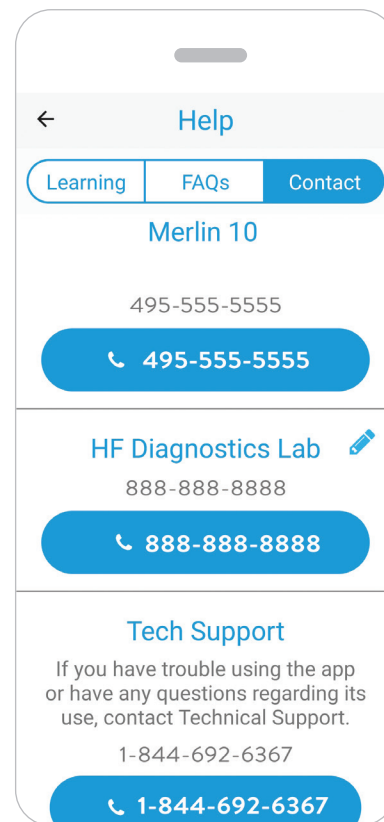 Help
Learning FAQs Contact
Merlin 10
495-555-5555
495-555-5555
HF Diagnostics Lab
888-888-8888
888-888-8888
Tech Support
If you have trouble using the app
or have any questions regarding its
use, contact Technical Support.
1-844-692-6367
1-844-692-6367